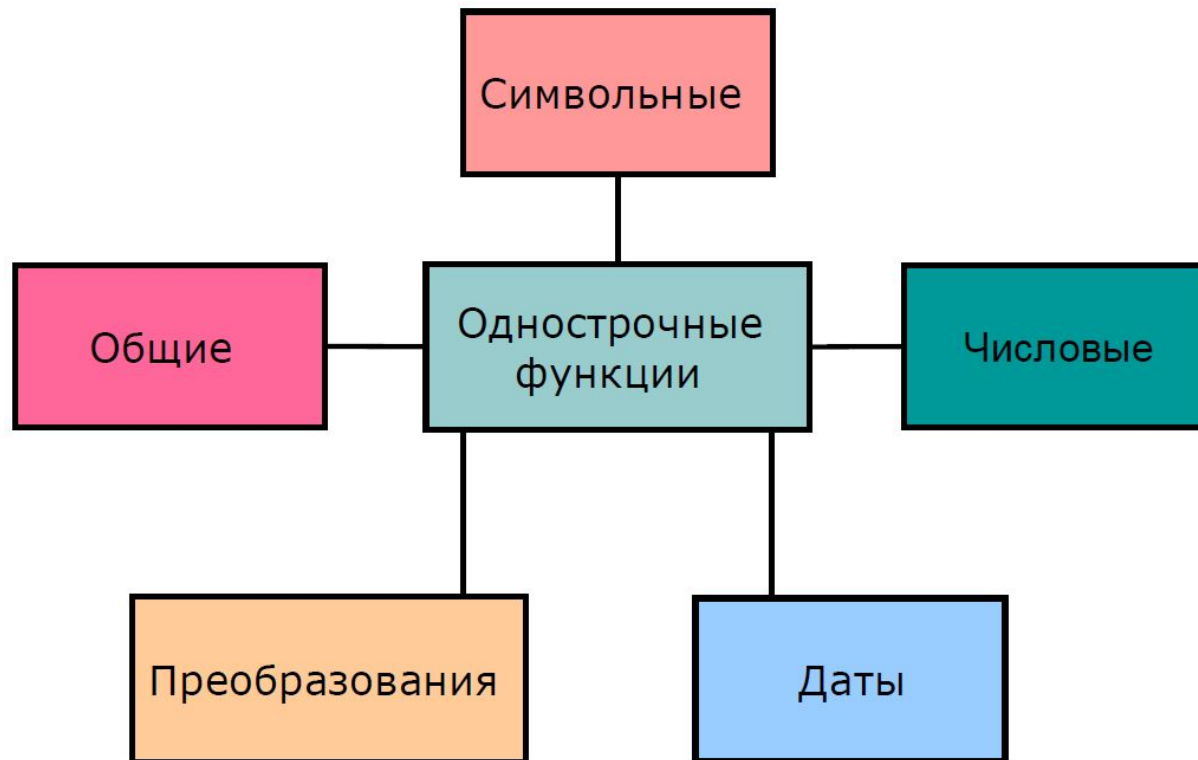 Символьные
Общие
Однострочные
функции
Числовые
Преобразования
Даты